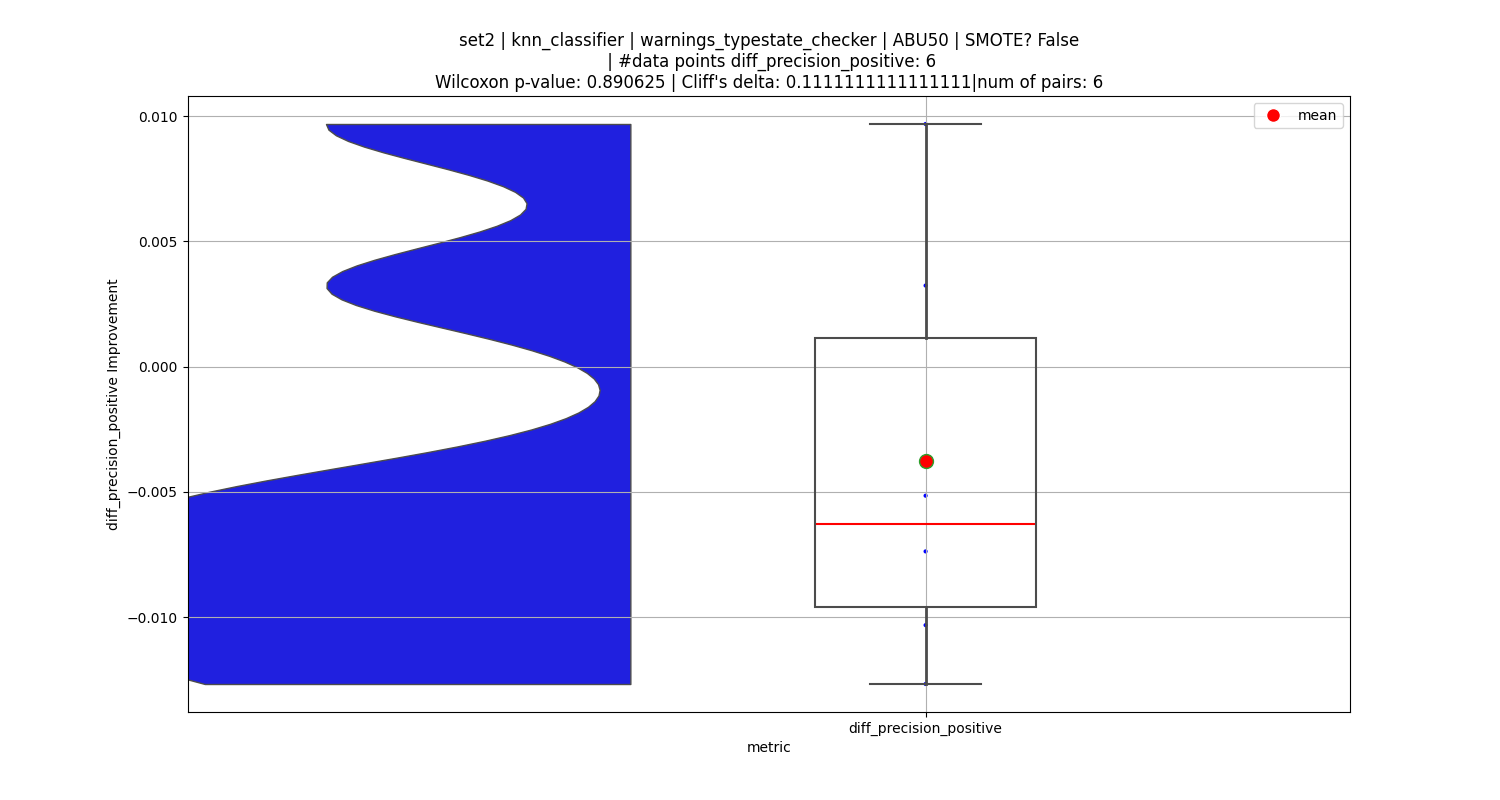 set2 | knn_classifier | warnings_typestate_checker | ABU50 | SMOTE? False
| #data points diff_precision_positive: 6
Wilcoxon p-value: 0.890625 | Cliff's delta: 0.1111111111111111|num of pairs: 6
mean
0.010
0.005
0.000
−0.005
−0.010
diff_precision_positive Improvement
diff_precision_positive
metric